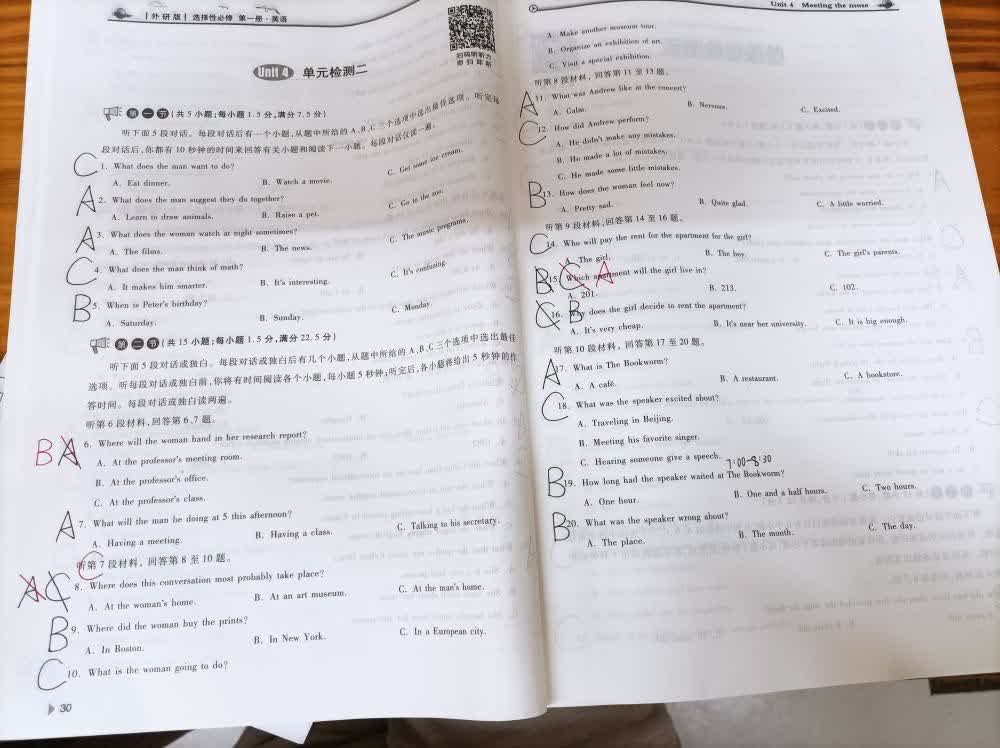 |外研版| 选择性必修 第一册·英语
扫码听听力
即扫即听
Unit 4 单元检测二
第一节 (共5小题;每小题1.5分,满分7.5分)
听下面5段对话。每段对话后有一个小题,从题中所给的A、B、C三个选项中选出最佳选项。听完每
段对话后,你都有10秒钟的时间来回答有关小题和阅读下一小题。每段对话仅读一遍。
C 1. What does the man want to do?
A. Eat dinner. B. Watch a movie. C. Get some ice cream.
A 2. What does the man suggest they do together?
A. Learn to draw animals. B. Raise a pet. C. Go to the zoo.
A 3. What does the woman watch at night sometimes?
A. The films. B. The news. C. The music programs.
C 4. What does the man think of math?
A. It makes him smarter. B. It's interesting. C. It's confusing.
B 5. When is Peter's birthday?
A. Saturday. B. Sunday. C. Monday.
第二节 (共15小题;每小题1.5分,满分22.5分)
听下面5段对话或独白。每段对话或独白后有几个小题,从题中所给的A、B、C三个选项中选出最佳
选项。听每段对话或独白前,你将有时间阅读各个小题,每小题5秒钟;听完后,各小题将给出5秒钟的作
答时间。每段对话或独白读两遍。
听第6段材料,回答第6、7题。
B A 6. Where will the woman hand in her research report?
A. At the professor's meeting room.
B. At the professor's office.
C. At the professor's class.
A 7. What will the man be doing at 5 this afternoon?
A. Having a meeting. B. Having a class. C. Talking to his secretary.
听第7段材料,回答第8至10题。
C
A C 8. Where does this conversation most probably take place?
A. At the woman's home. B. At an art museum. C. At the man's home.
B 9. Where did the woman buy the prints?
A. In Boston. B. In New York. C. In a European city.
C 10. What is the woman going to do?
30
Unit 4 Meeting the muse
A. Make another museum tour.
B. Organize an exhibition of art.
C. Visit a special exhibition.
听第8段材料,回答第11至13题。
A 11. What was Andrew like at the concert?
A. Calm. B. Nervous. C. Excited.
C 12. How did Andrew perform?
A. He didn't make any mistakes.
B. He made a lot of mistakes.
C. He made some little mistakes.
B 13. How does the woman feel now?
A. Pretty sad. B. Quite glad. C. A little worried.
听第9段材料,回答第14至16题。
C 14. Who will pay the rent for the apartment for the girl?
A. The girl. B. The boy. C. The girl's parents.
B C A 15. Which apartment will the girl live in?
A. 201. B. 213. C. 102.
C B 16. Why does the girl decide to rent the apartment?
A. It's very cheap. B. It's near her university. C. It is big enough.
听第10段材料,回答第17至20题。
A 17. What is The Bookworm?
A. A café. B. A restaurant. C. A bookstore.
C 18. What was the speaker excited about?
A. Traveling in Beijing.
B. Meeting his favorite singer.
C. Hearing someone give a speech.
7:00~8:30
B 19. How long had the speaker waited at The Bookworm?
A. One hour. B. One and a half hours. C. Two hours.
B 20. What was the speaker wrong about?
A. The place. B. The month. C. The day.